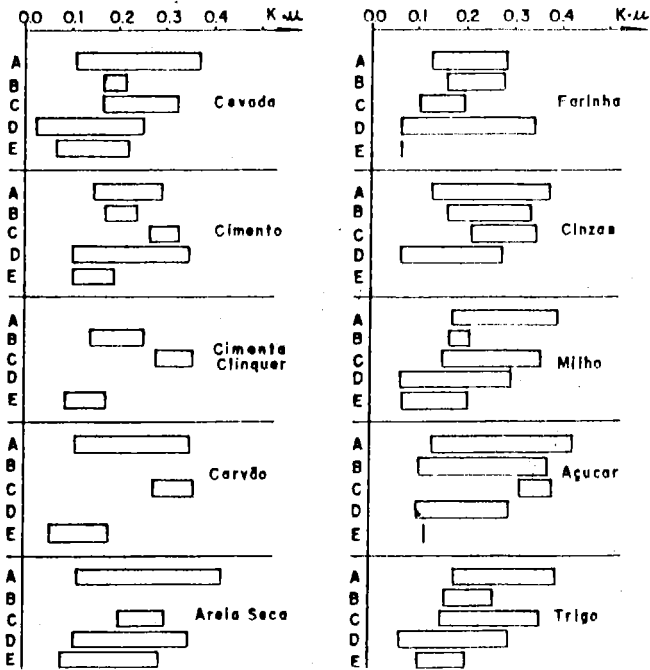 0.0 0.1 0.2 0.3 0.4 K.μ
A
B
C Cevada
D
E
A
B
C Cimento
D
E
A
B
C Cimenta
Clinquer
D
E
A
B
C Carvão
D
E
A
B
C Areia Seca
D
E
0.0 0.1 0.2 0.3 0.4 K.μ
A
B
C Farinha
D
E
A
B
C Cinzas
D
E
A
B
C Milho
D
E
A
B
C Açucar
D
E
A
B
C Trigo
D
E